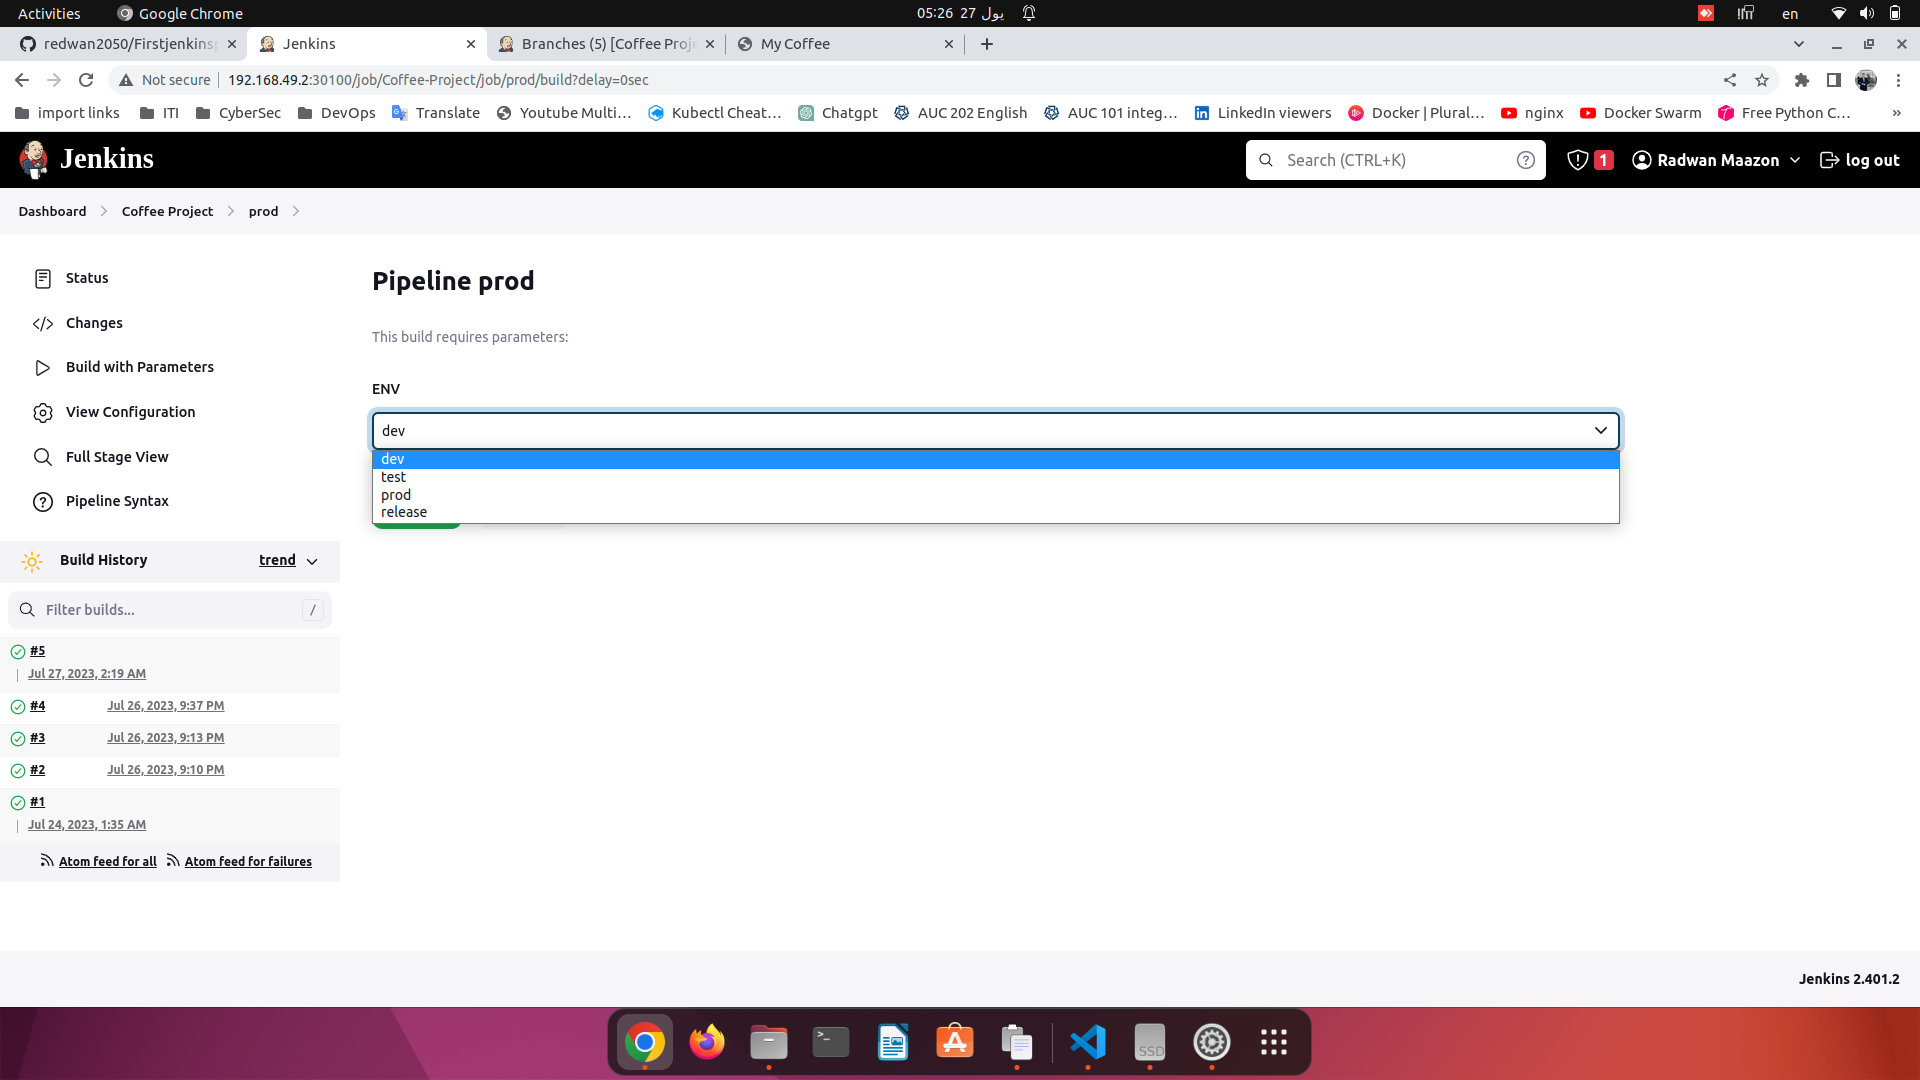 Activities
Google Chrome
05:26 27 يول
en
redwan2050/Firstjenkinsp
Jenkins
Branches (5) [Coffee Proje
My Coffee
Not secure
192.168.49.2:30100/job/Coffee-Project/job/prod/build?delay=0sec
import links
ITI
CyberSec
DevOps
Translate
Youtube Multi...
Kubectl Cheat...
Chatgpt
AUC 202 English
AUC 101 integ...
LinkedIn viewers
Docker | Plural...
nginx
Docker Swarm
Free Python C...
»
Jenkins
Search (CTRL+K)
1
Radwan Maazon
log out
Dashboard
Coffee Project
prod
Status
Changes
Build with Parameters
View Configuration
Full Stage View
Pipeline Syntax
Build History
trend
Filter builds...
/
#5
Jul 27, 2023, 2:19 AM
#4
Jul 26, 2023, 9:37 PM
#3
Jul 26, 2023, 9:13 PM
#2
Jul 26, 2023, 9:10 PM
#1
Jul 24, 2023, 1:35 AM
Atom feed for all
Atom feed for failures
Pipeline prod
This build requires parameters:
ENV
dev
dev
test
prod
release
Jenkins 2.401.2
SSD